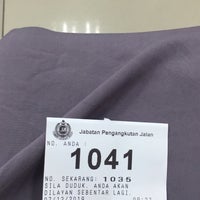 Jabatan Pengangkutan Jalan
NO. ANDA :
1041
NO. SEKARANG: 1035
SILA DUDUK. ANDA AKAN
DILAYAN SEBENTAR LAGI.